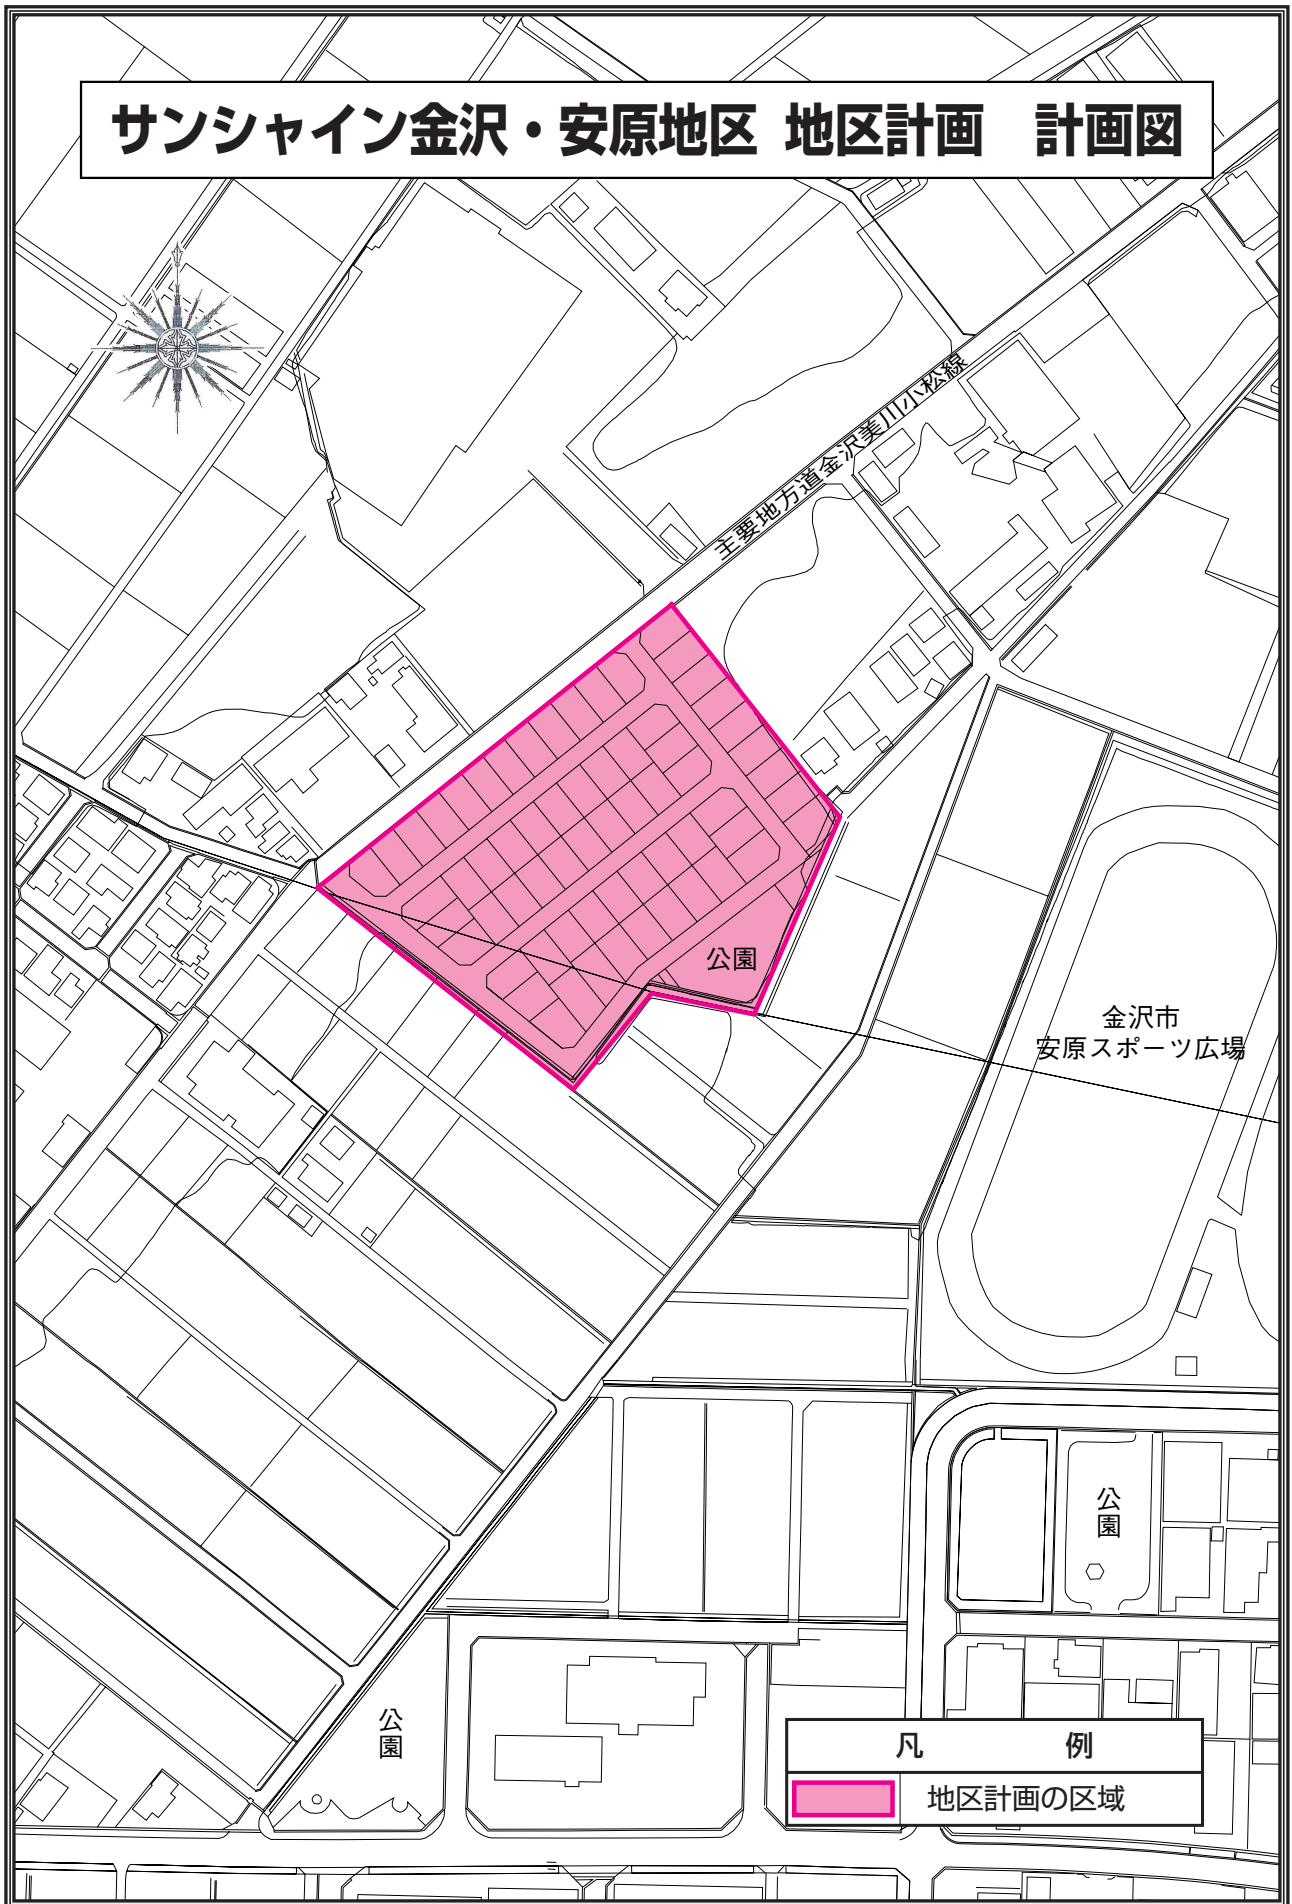 サンシャイン金沢・安原地区 地区計画　計画図
主要地方道金沢美川小松線
公園
金沢市
安原スポーツ広場
公園
公園
凡　例
地区計画の区域